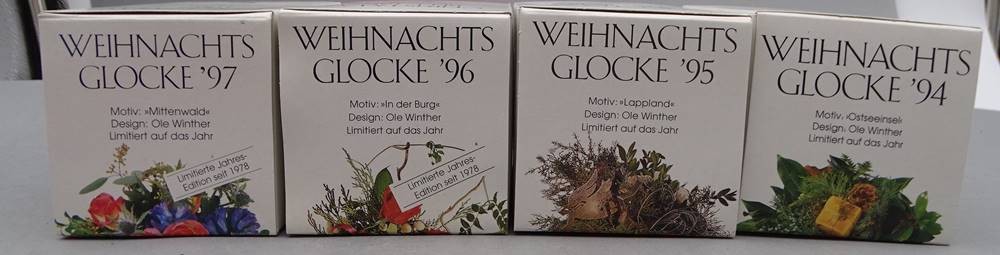 WEIHNACHTS
GLOCKE '97
Motiv: »Mittenwald«
Design: Ole Winther
Limitiert auf das Jahr
Limitierte Jahres-
Edition seit 1978
WEIHNACHTS
GLOCKE '96
Motiv: »In der Burg«
Design: Ole Winther
Limitiert auf das Jahr
Limitierte Jahres-
Edition seit 1978
WEIHNACHTS
GLOCKE '95
Motiv: »Lappland«
Design: Ole Winther
Limitiert auf das Jahr
WEIHNACHTS
GLOCKE '94
Motiv: ›Ostseeinsel‹
Design: Ole Winther
Limitiert auf das Jahr